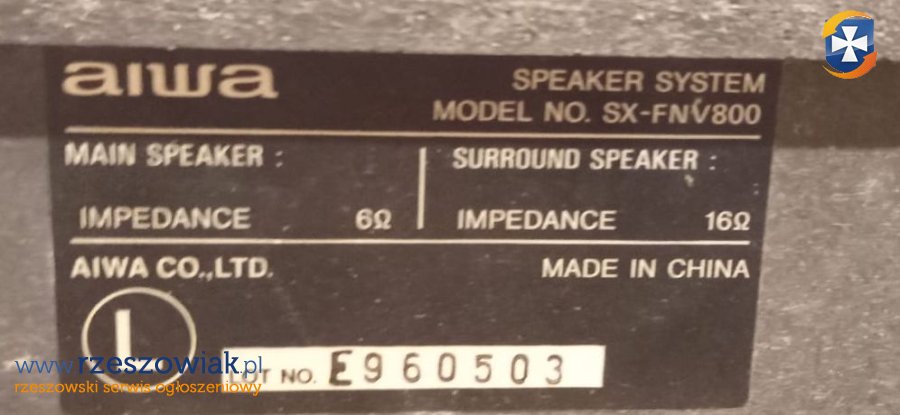 aiwa
SPEAKER SYSTEM
MODEL NO. SX-FNV800
MAIN SPEAKER :
IMPEDANCE 6Ω
SURROUND SPEAKER :
IMPEDANCE 16Ω
AIWA CO.,LTD.
MADE IN CHINA
L
LOT NO. E960503
www.rzeszowiak.pl
rzeszowski serwis ogłoszeniowy